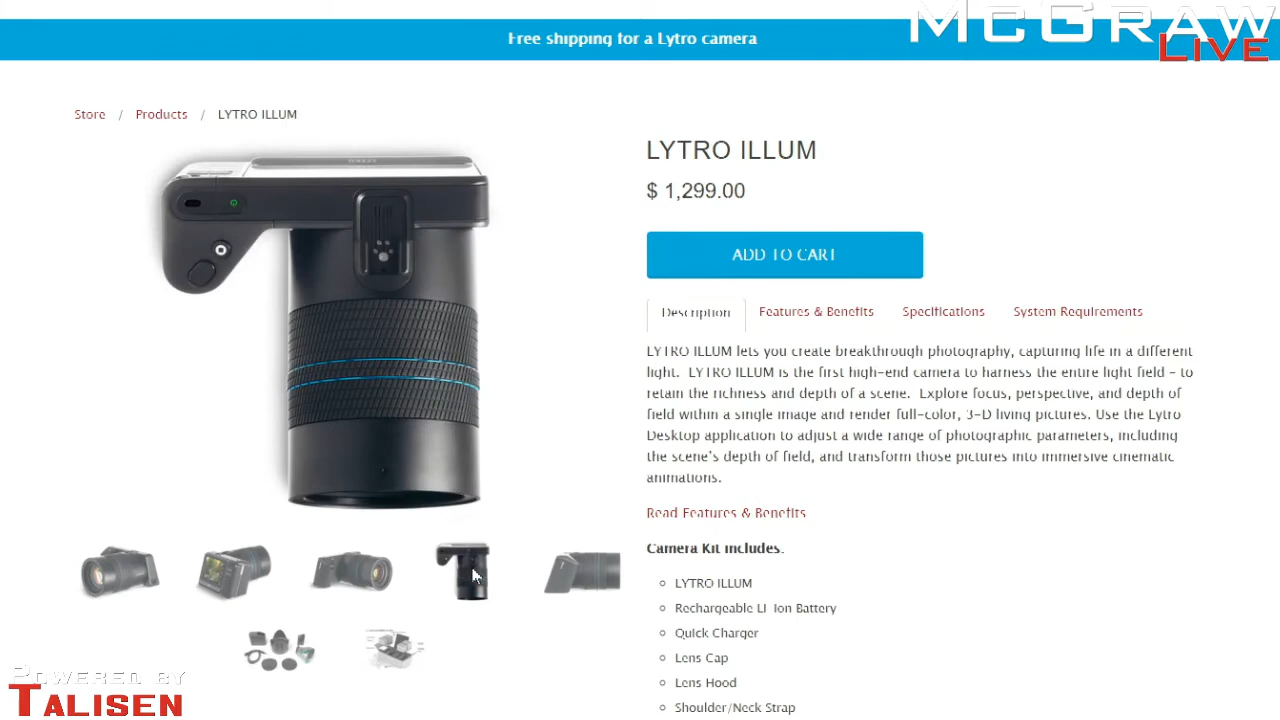 McGraw
Live
Free shipping for a Lytro camera
Store / Products / LYTRO ILLUM
LYTRO ILLUM
$ 1,299.00
ADD TO CART
Description
Features & Benefits
Specifications
System Requirements
LYTRO ILLUM lets you create breakthrough photography, capturing life in a different
light. LYTRO ILLUM is the first high-end camera to harness the entire light field - to
retain the richness and depth of a scene. Explore focus, perspective, and depth of
field within a single image and render full-color, 3-D living pictures. Use the Lytro
Desktop application to adjust a wide range of photographic parameters, including
the scene's depth of field, and transform those pictures into immersive cinematic
animations.
Read Features & Benefits
Camera Kit Includes:
LYTRO ILLUM
Rechargeable Li-Ion Battery
Quick Charger
Lens Cap
Lens Hood
Shoulder/Neck Strap
Powered by
Talisen